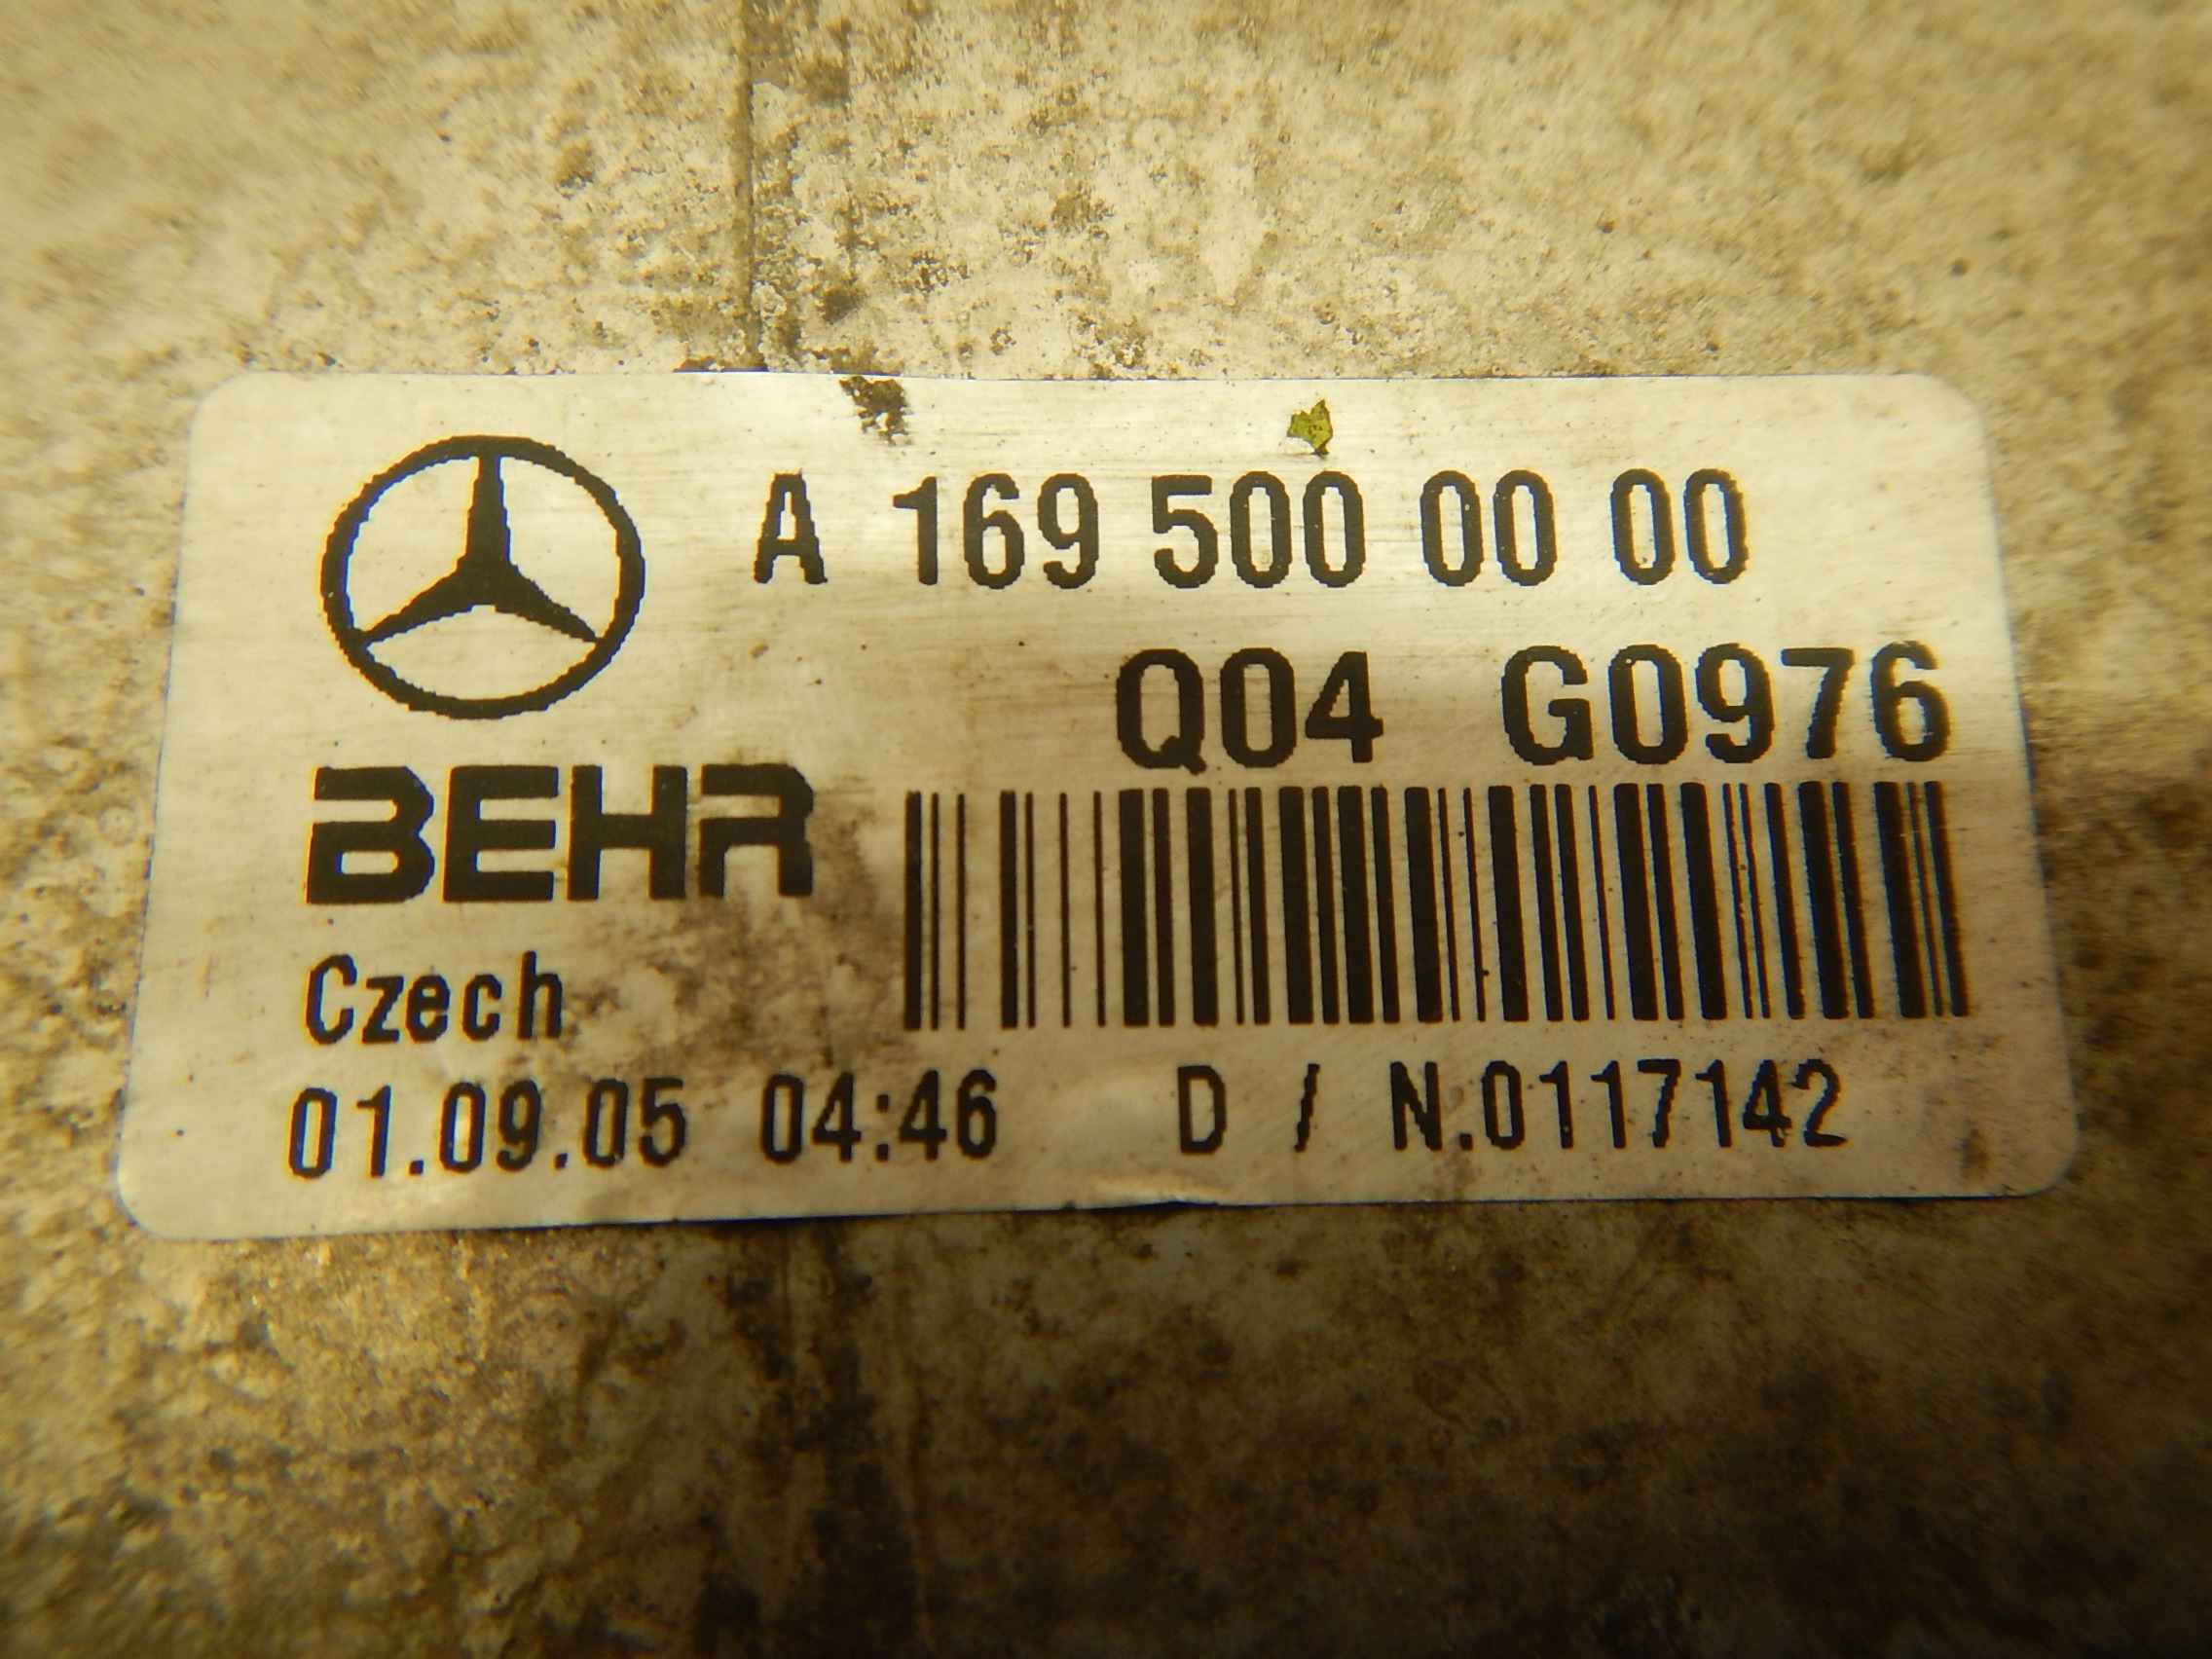 A 169 500 00 00
Q04 G0976
BEHR
Czech
01.09.05 04:46 D / N.0117142